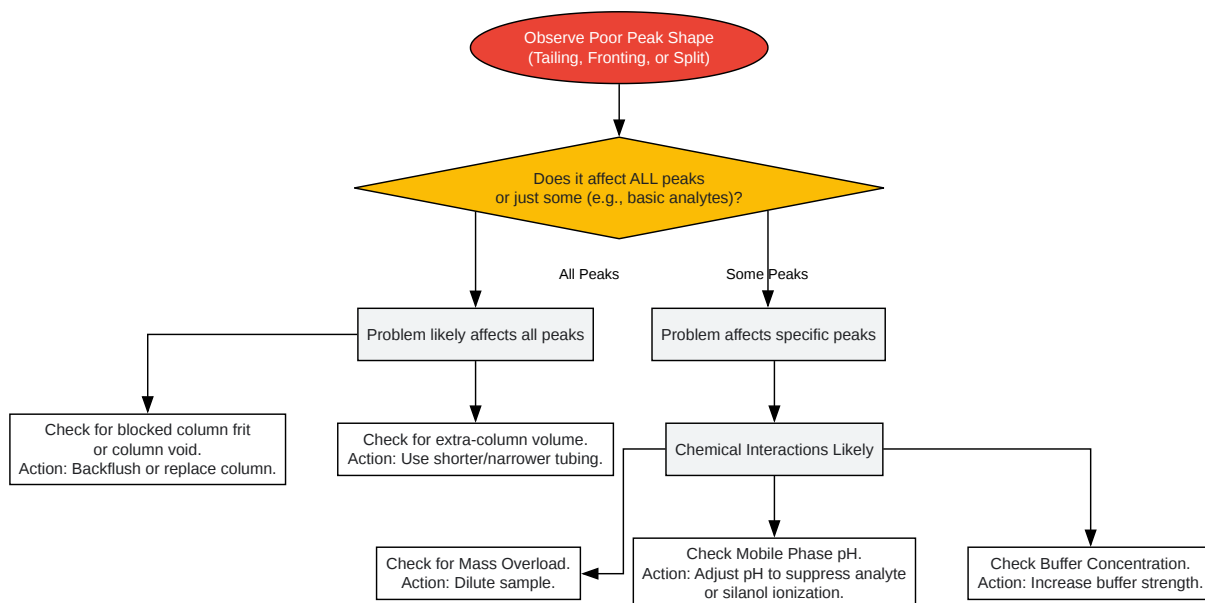 Observe Poor Peak Shape
(Tailing, Fronting, or Split)
Does it affect ALL peaks
or just some (e.g., basic analytes)?
All Peaks
Some Peaks
Problem likely affects all peaks
Problem affects specific peaks
Check for blocked column frit
or column void.
Action: Backflush or replace column.
Check for extra-column volume.
Action: Use shorter/narrower tubing.
Chemical Interactions Likely
Check for Mass Overload.
Action: Dilute sample.
Check Mobile Phase pH.
Action: Adjust pH to suppress analyte
or silanol ionization.
Check Buffer Concentration.
Action: Increase buffer strength.